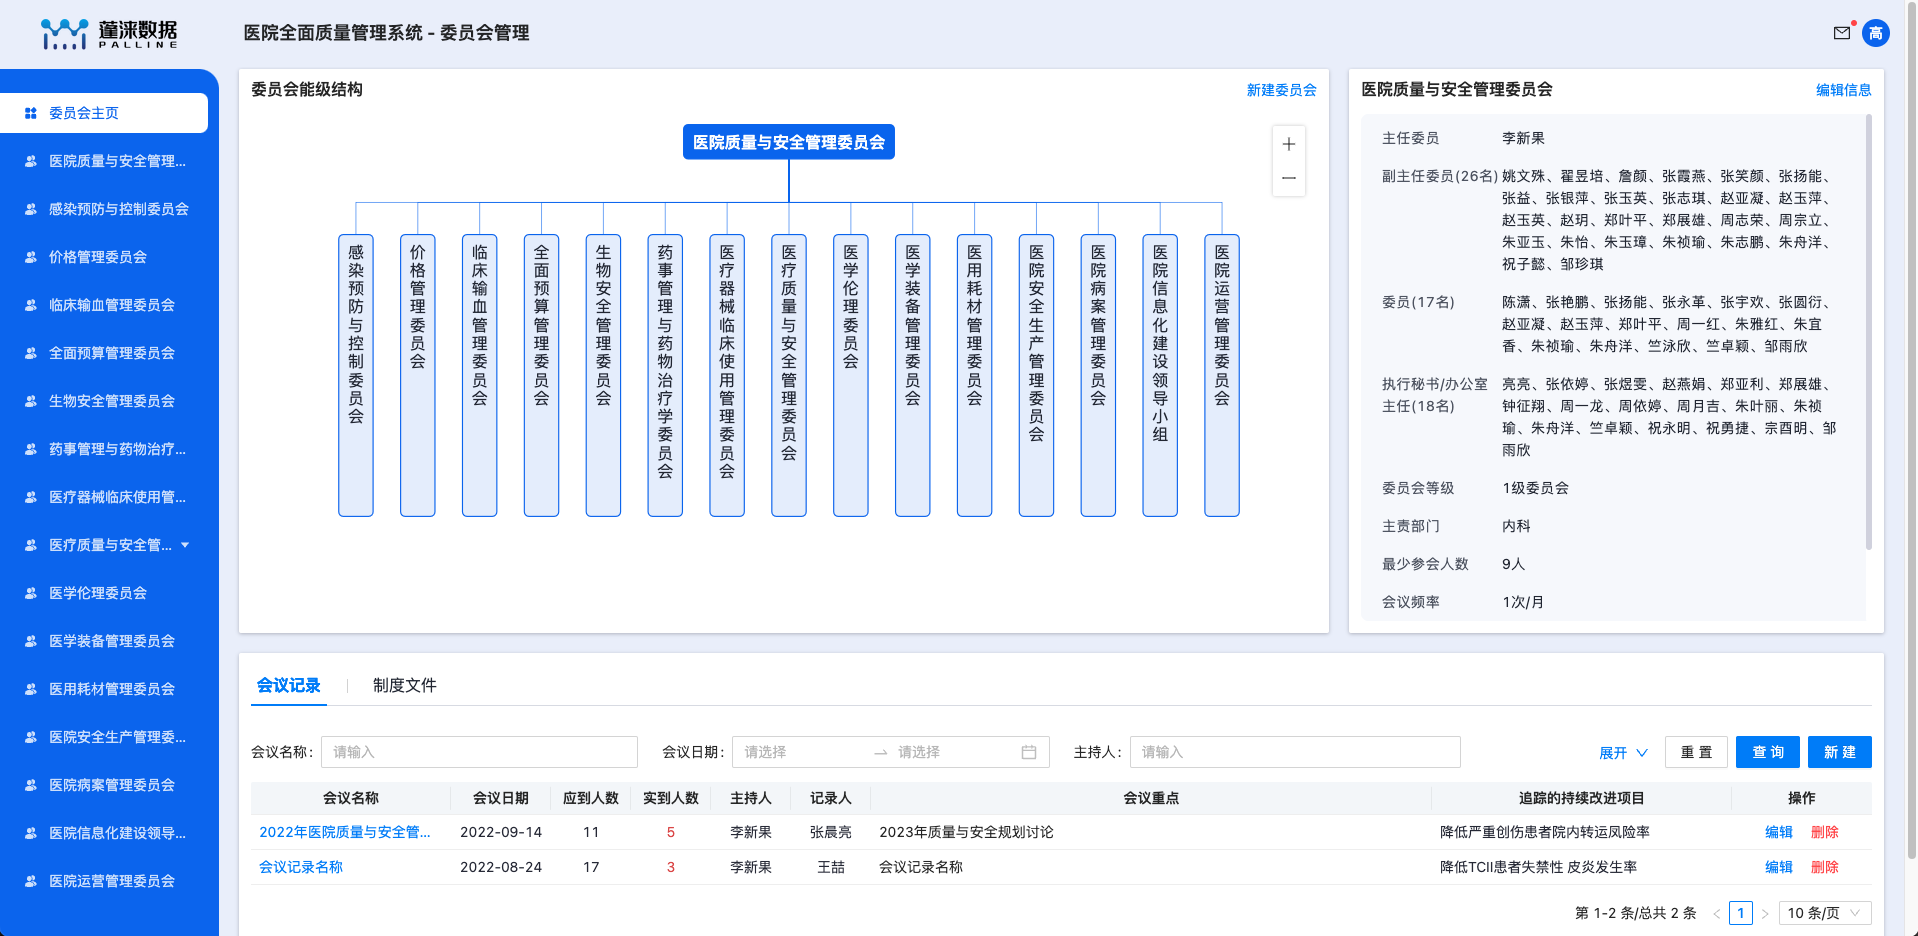 蓬涞数据
PALLINE
医院全面质量管理系统 - 委员会管理
高
委员会主页
医院质量与安全管理...
感染预防与控制委员会
价格管理委员会
临床输血管理委员会
全面预算管理委员会
生物安全管理委员会
药事管理与药物治疗...
医疗器械临床使用管...
医疗质量与安全管...
医学伦理委员会
医学装备管理委员会
医用耗材管理委员会
医院安全生产管理委...
医院病案管理委员会
医院信息化建设领导...
医院运营管理委员会
委员会能级结构
新建委员会
医院质量与安全管理委员会
感染预防与控制委员会
价格管理委员会
临床输血管理委员会
全面预算管理委员会
生物安全管理委员会
药事管理与药物治疗学委员会
医疗器械临床使用管理委员会
医疗质量与安全管理委员会
医学伦理委员会
医学装备管理委员会
医用耗材管理委员会
医院安全生产管理委员会
医院病案管理委员会
医院信息化建设领导小组
医院运营管理委员会
医院质量与安全管理委员会
编辑信息
主任委员 李新果
副主任委员(26名) 姚文殊、翟昱培、詹颜、张霞燕、张笑颜、张扬能、
张益、张银萍、张玉英、张志琪、赵亚凝、赵玉萍、
赵玉英、赵玥、郑叶平、郑展雄、周志荣、周宗立、
朱亚玉、朱怡、朱玉璋、朱祯瑜、朱志鹏、朱舟洋、
祝子懿、邹珍琪
委员(17名) 陈潇、张艳鹏、张扬能、张永革、张宇欢、张圆衍、
赵亚凝、赵玉萍、郑叶平、周一红、朱雅红、朱宜
香、朱祯瑜、朱舟洋、竺泳欣、竺卓颖、邹雨欣
执行秘书/办公室 亮亮、张依婷、张煜雯、赵燕娟、郑亚利、郑展雄、
主任(18名) 钟征翔、周一龙、周依婷、周月吉、朱叶丽、朱祯
瑜、朱舟洋、竺卓颖、祝永明、祝勇捷、宗酉明、邹
雨欣
委员会等级 1级委员会
主责部门 内科
最少参会人数 9人
会议频率 1次/月
会议记录 制度文件
会议名称: 请输入 会议日期: 请选择 请选择 主持人: 请输入 展开 重 置 查 询 新 建
会议名称 会议日期 应到人数 实到人数 主持人 记录人 会议重点 追踪的持续改进项目 操作
2022年医院质量与安全管... 2022-09-14 11 5 李新果 张晨亮 2023年质量与安全规划讨论 降低严重创伤患者院内转运风险率 编辑 删除
会议记录名称 2022-08-24 17 3 李新果 王喆 会议记录名称 降低TCII患者失禁性 皮炎发生率 编辑 删除
第 1-2 条/总共 2 条 < 1 > 10 条/页